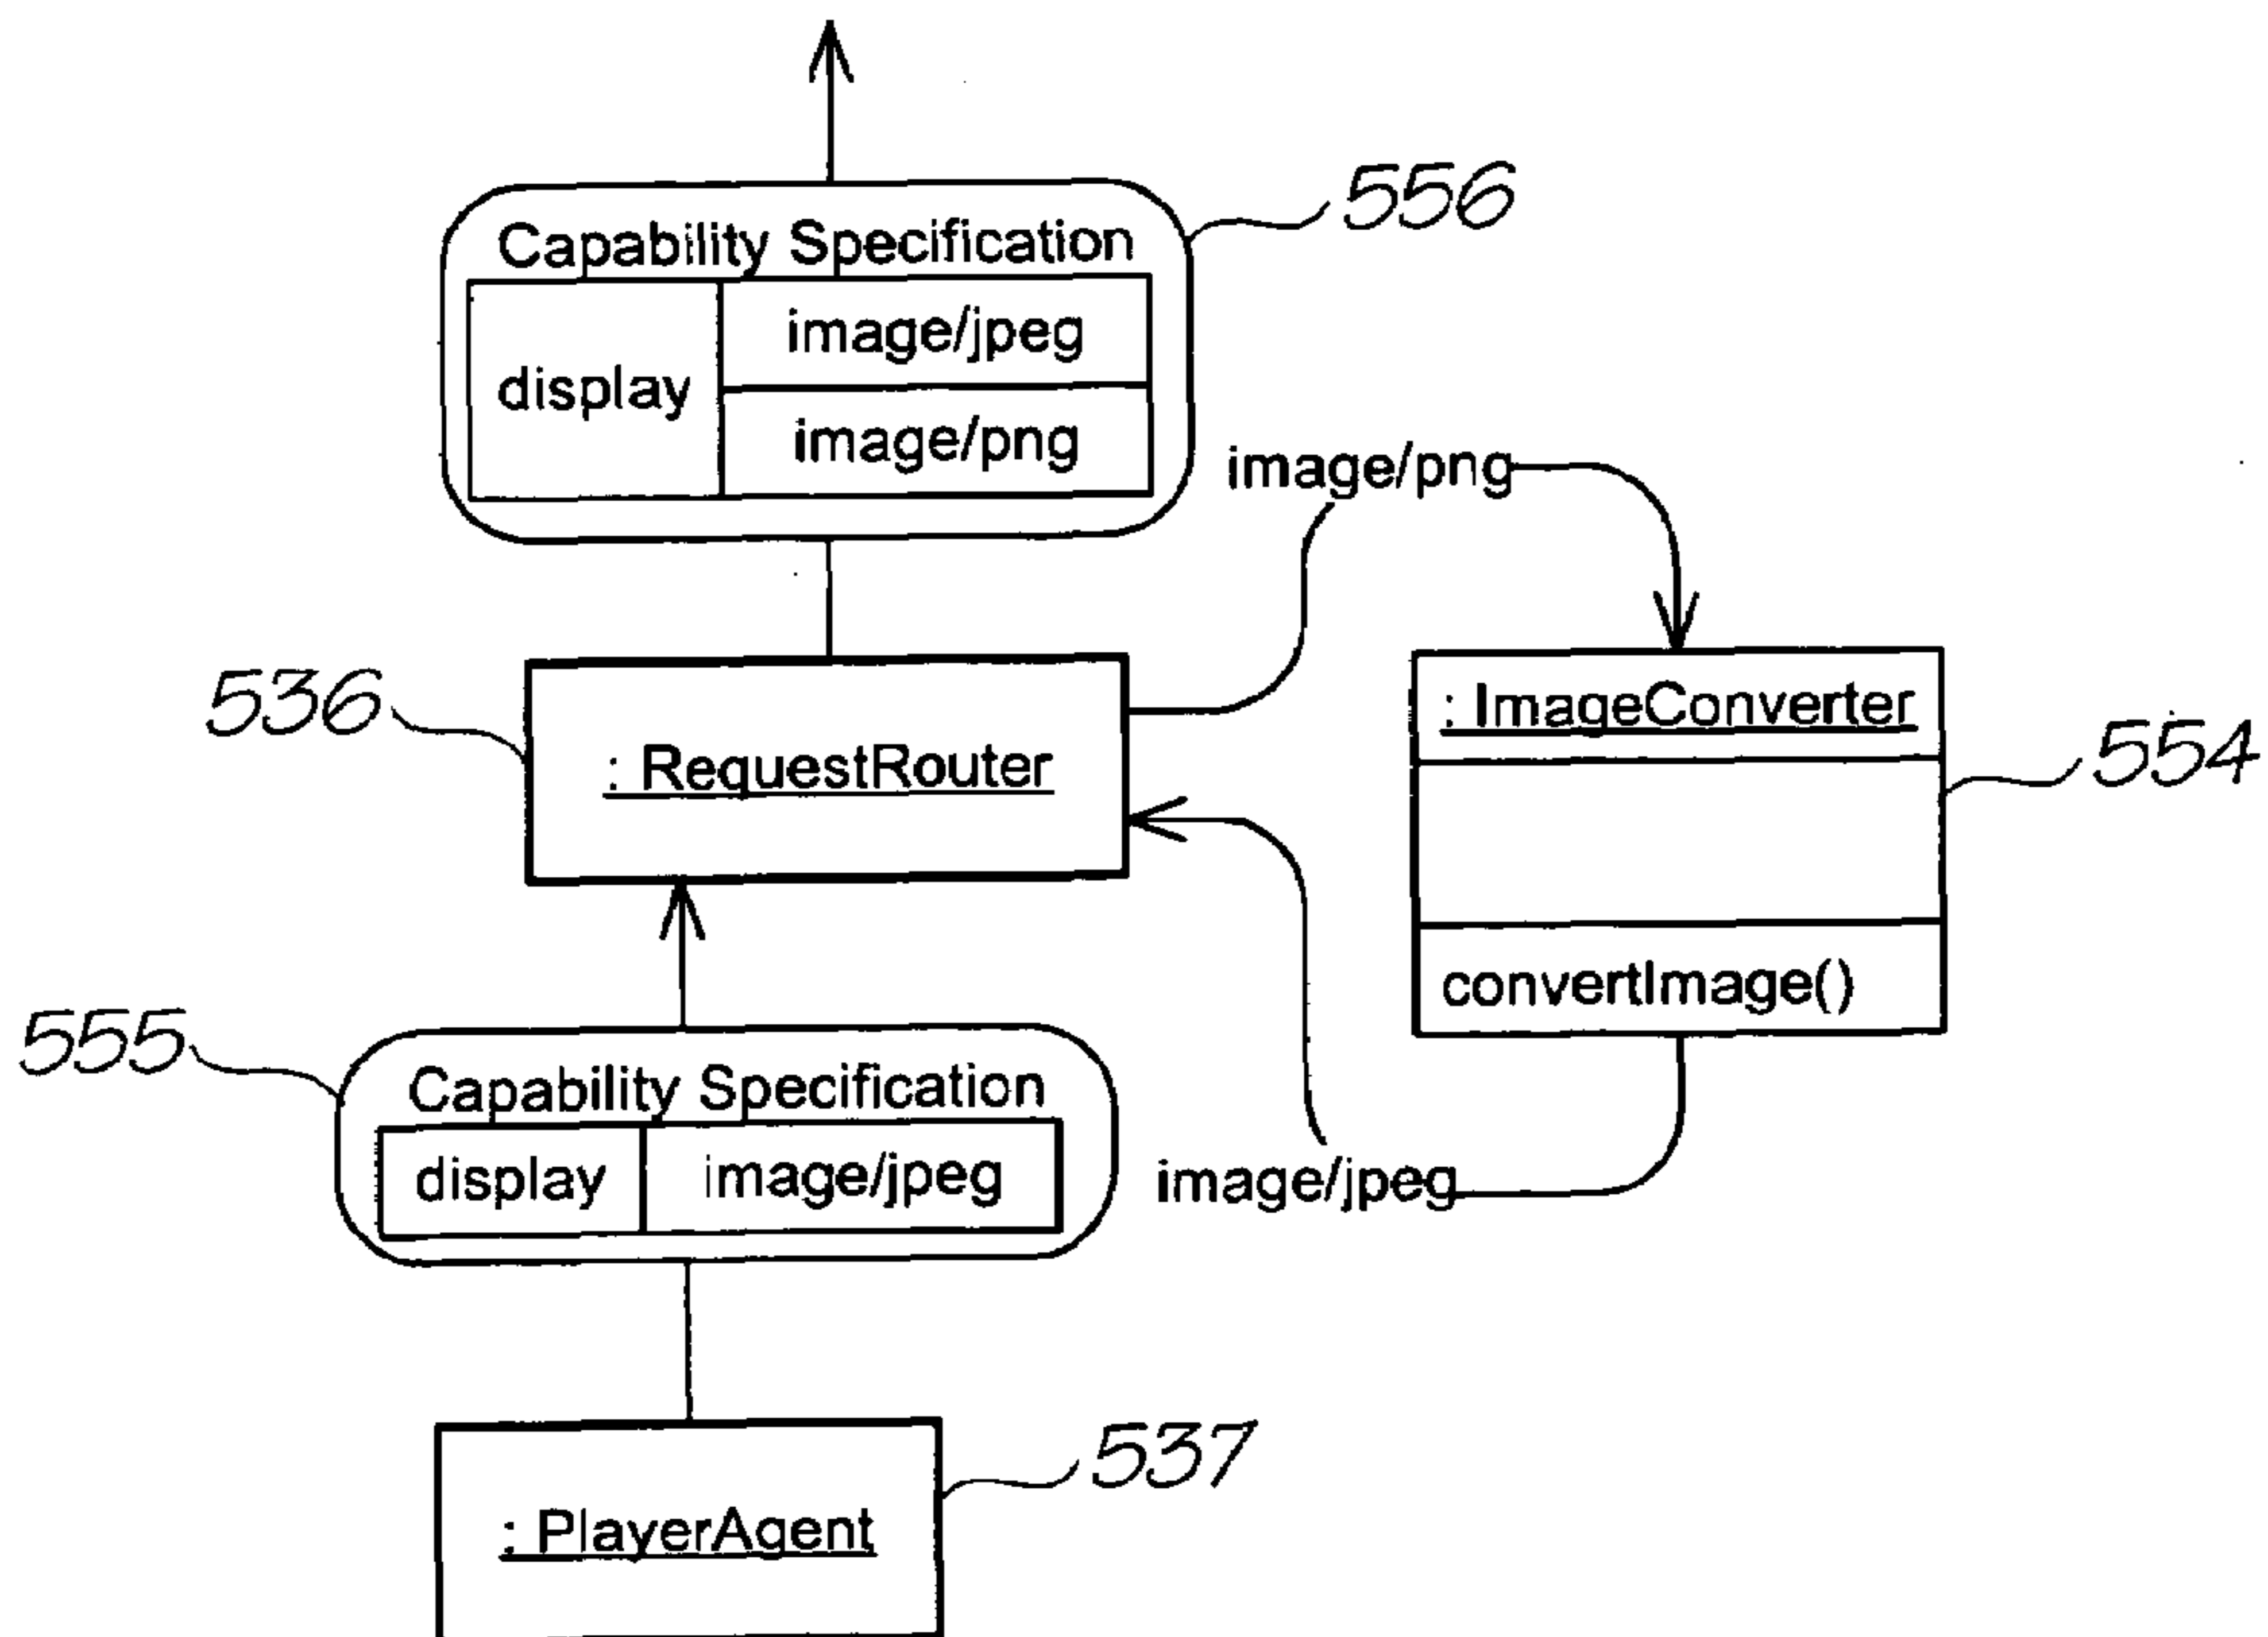 556
Capability Specification
image/jpeg
display
image/png
image/png
536
: RequestRouter
: ImageConverter
554
convertImage()
555
Capability Specification
display image/jpeg
image/jpeg
537
: PlayerAgent